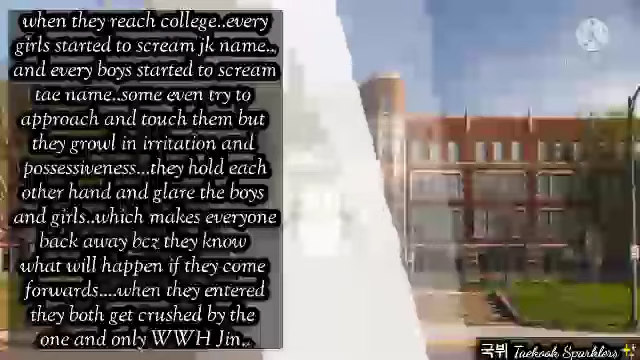 when they reach college..every
girls started to scream jk name..,
and every boys started to scream
tae name..some even try to
approach and touch them but
they growl in irritation and
possessiveness...they hold each
other hand and glare the boys
and girls..which makes everyone
back away bcz they know
what will happen if they come
forwards....when they entered
they both get crushed by the
one and only WWH Jin,.
국뷔 Taekook Sparklers ✨